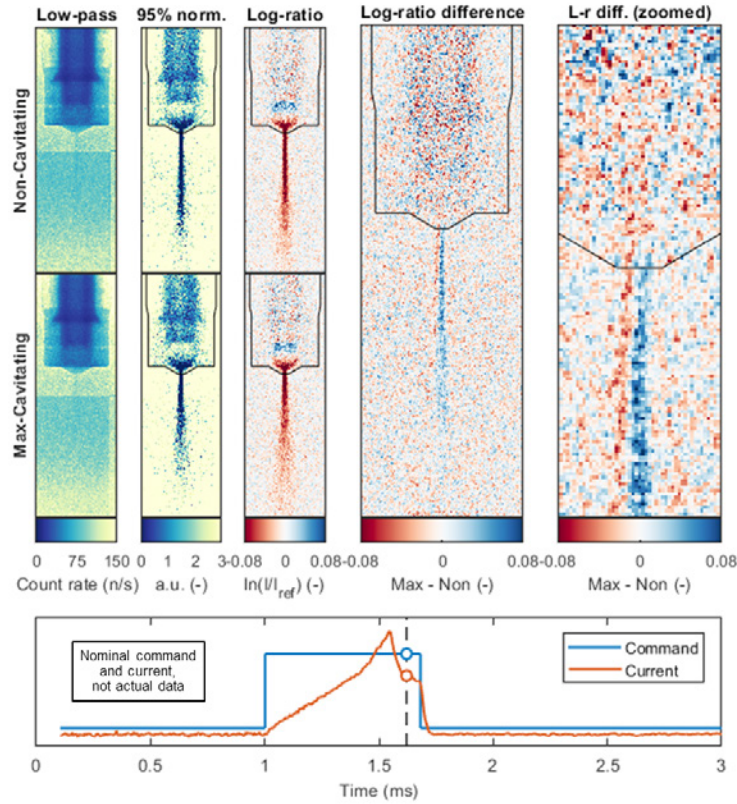 Low-pass
95% norm.
Log-ratio
Log-ratio difference
L-r diff. (zoomed)
Non-Cavitating
Max-Cavitating
0 75 150
0 1 2 3
-0.08 0 0.08
-0.08 0 0.08
-0.08 0 0.08
Count rate (n/s)
a.u. (-)
ln(I/Iref) (-)
Max - Non (-)
Max - Non (-)
Nominal command
and current,
not actual data
Command
Current
0 0.5 1 1.5 2 2.5 3
Time (ms)